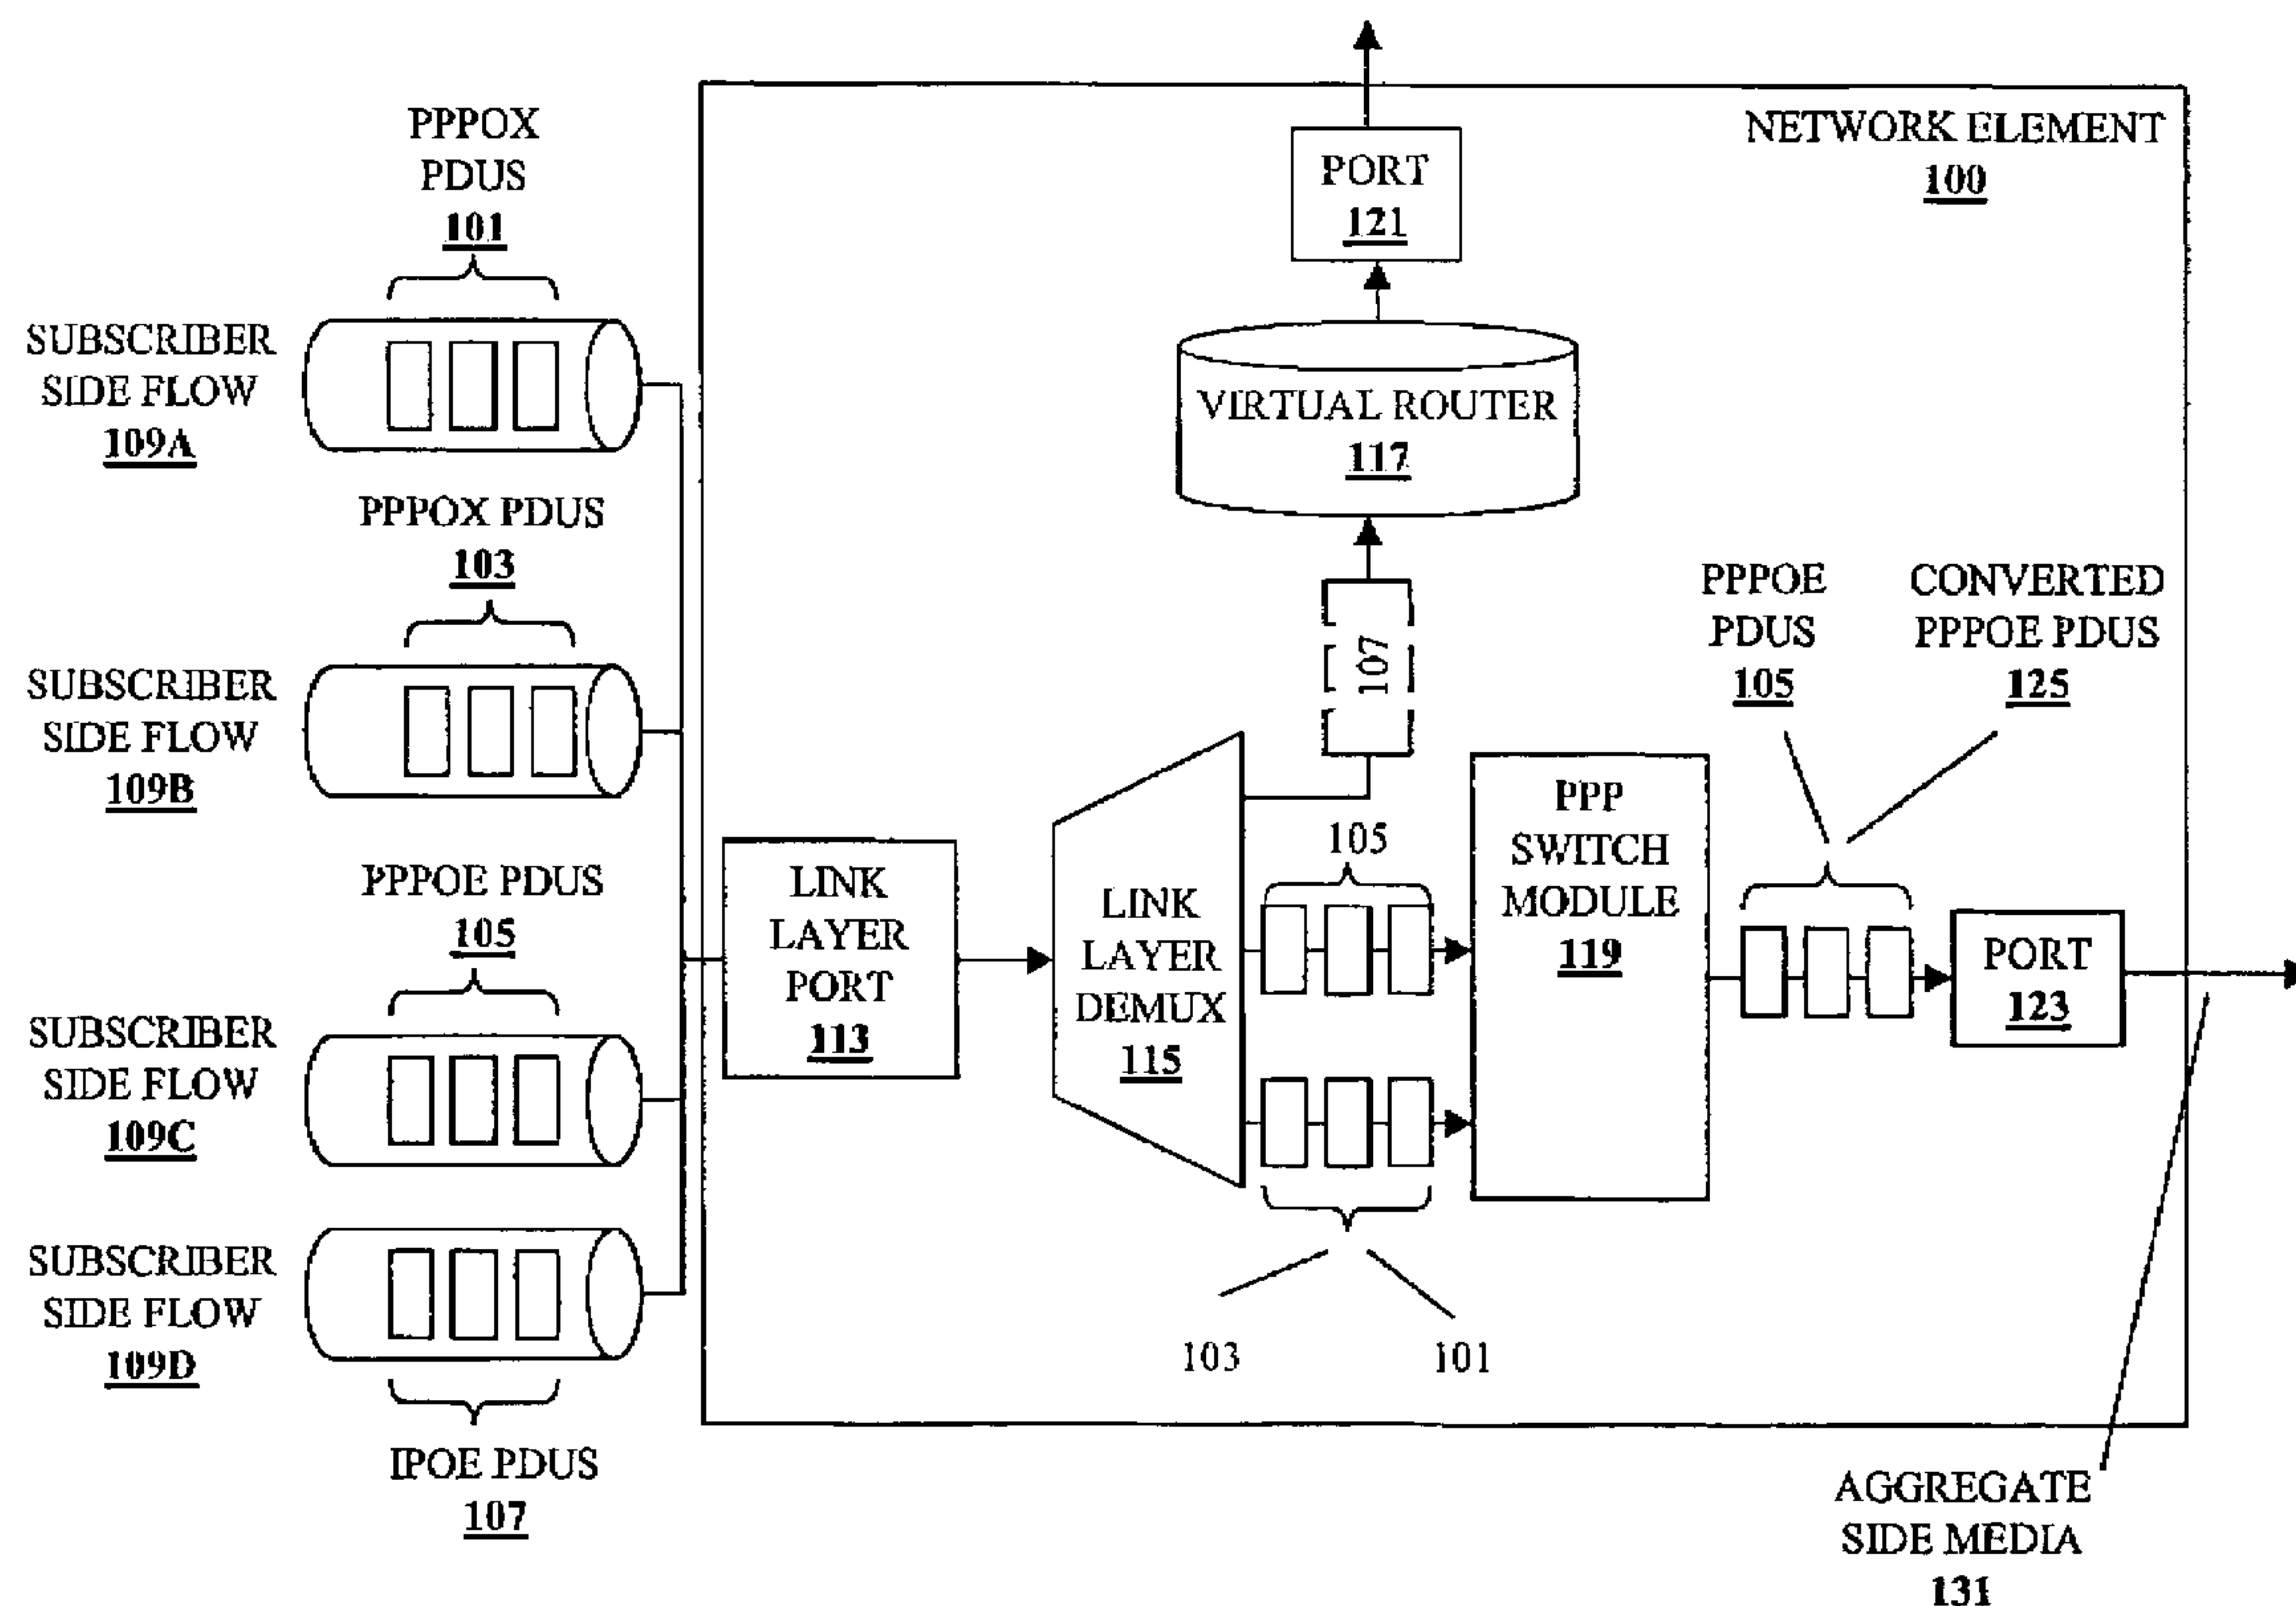 PPPOX
PDUS
101
SUBSCRIBER
SIDE FLOW
109A
PPPOX PDUS
103
SUBSCRIBER
SIDE FLOW
109B
PPPOE PDUS
105
SUBSCRIBER
SIDE FLOW
109C
SUBSCRIBER
SIDE FLOW
109D
IPOE PDUS
107
NETWORK ELEMENT
100
PORT
121
VIRTUAL ROUTER
117
107
LINK
LAYER
PORT
113
LINK
LAYER
DEMUX
115
105
103
101
PPP
SWITCH
MODULE
119
PPPOE
PDUS
105
CONVERTED
PPPOE PDUS
125
PORT
123
AGGREGATE
SIDE MEDIA
131